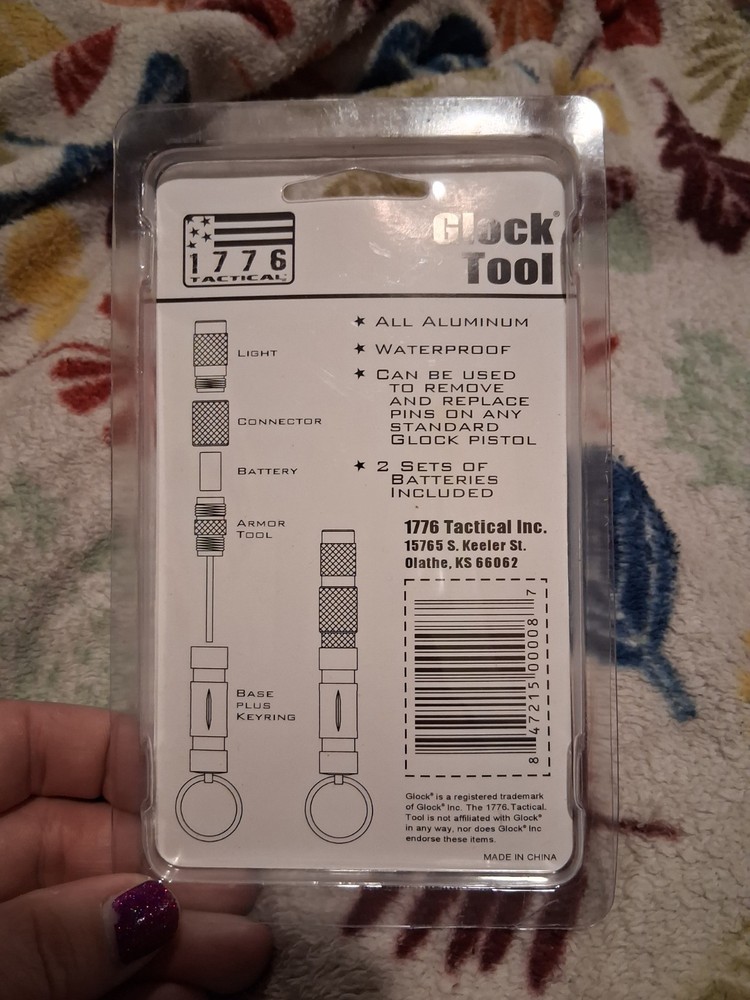 1776
TACTICAL
Glock®
Tool
LIGHT
CONNECTOR
BATTERY
ARMOR
TOOL
BASE
PLUS
KEYRING
★ ALL ALUMINUM
★ WATERPROOF
★ CAN BE USED
TO REMOVE
AND REPLACE
PINS ON ANY
STANDARD
GLOCK PISTOL
★ 2 SETS OF
BATTERIES
INCLUDED
1776 Tactical Inc.
15765 S. Keeler St.
Olathe, KS 66062
8 47215 00008 7
Glock® is a registered trademark
of Glock® Inc. The 1776. Tactical.
Tool is not affiliated with Glock®
in any way, nor does Glock® Inc
endorse these items.
MADE IN CHINA